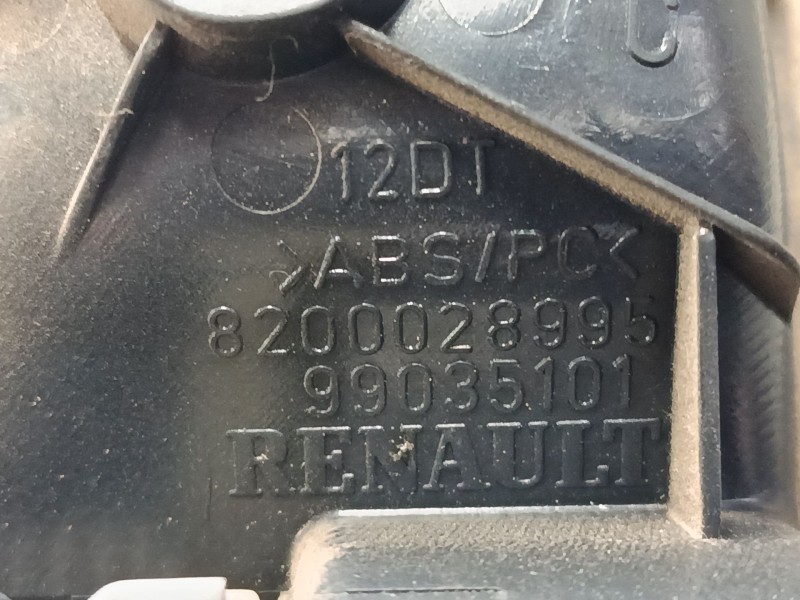 C
12DT
>ABS/PC<
8200028995
99035101
RENAULT